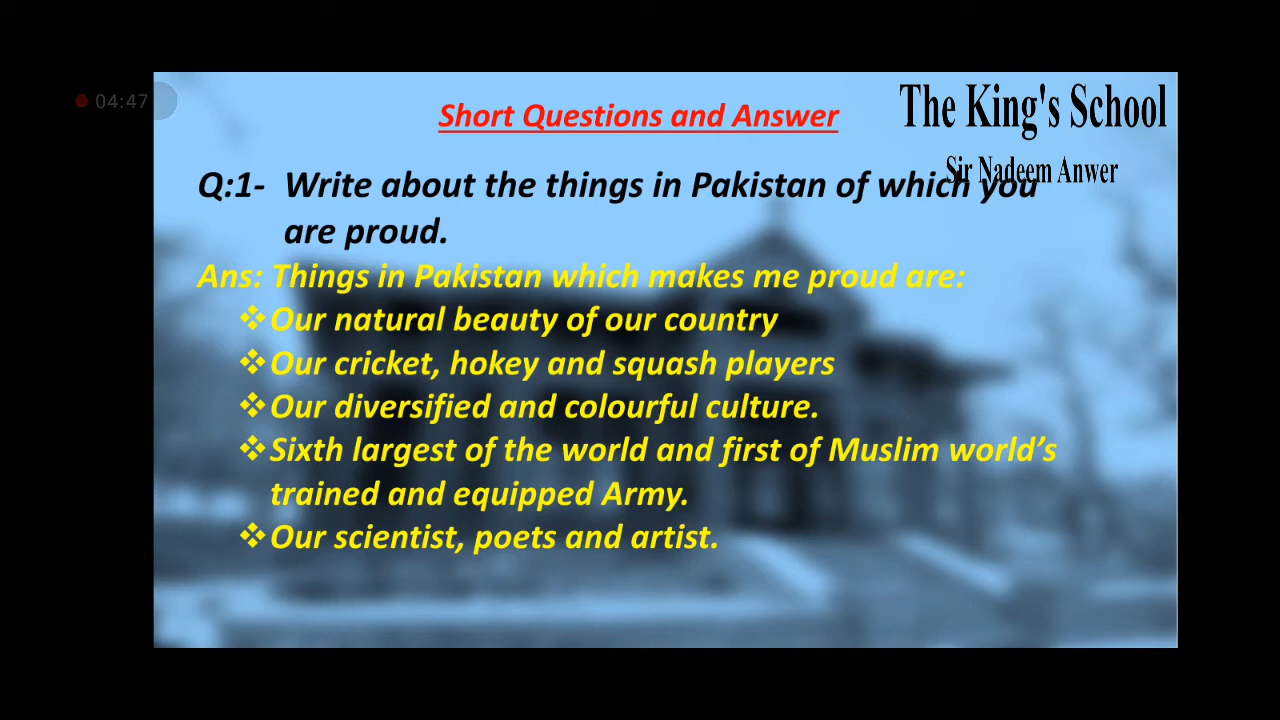 04:47
The King's School
Short Questions and Answer
Sir Nadeem Anwer
Q:1- Write about the things in Pakistan of which you
are proud.
Ans: Things in Pakistan which makes me proud are:
❖Our natural beauty of our country
❖Our cricket, hokey and squash players
❖Our diversified and colourful culture.
❖Sixth largest of the world and first of Muslim world's
trained and equipped Army.
❖Our scientist, poets and artist.